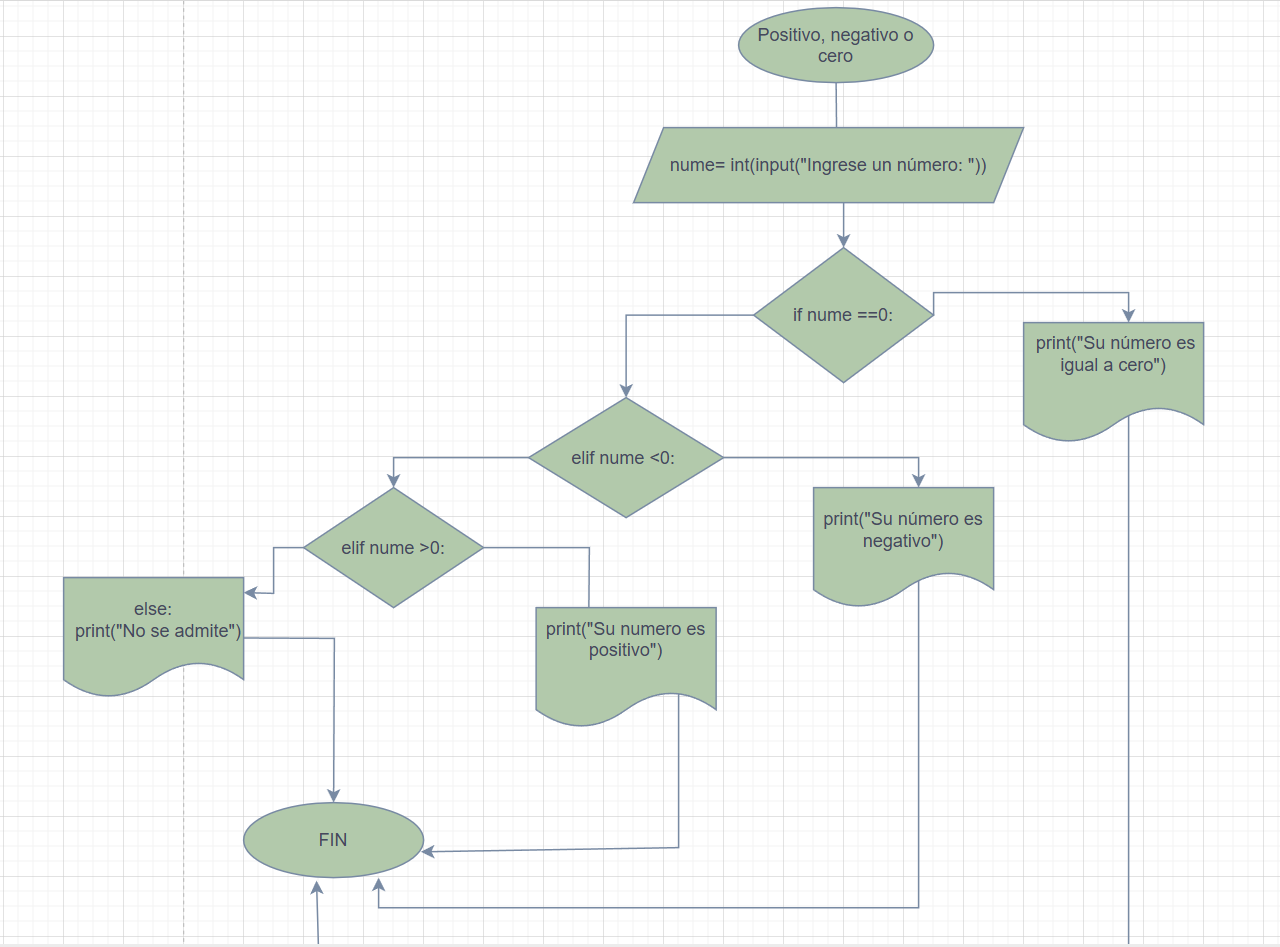 Positivo, negativo o
cero
nume= int(input("Ingrese un número: "))
if nume ==0:
print("Su número es
igual a cero")
elif nume <0:
print("Su número es
negativo")
elif nume >0:
else:
print("No se admite")
print("Su numero es
positivo")
FIN